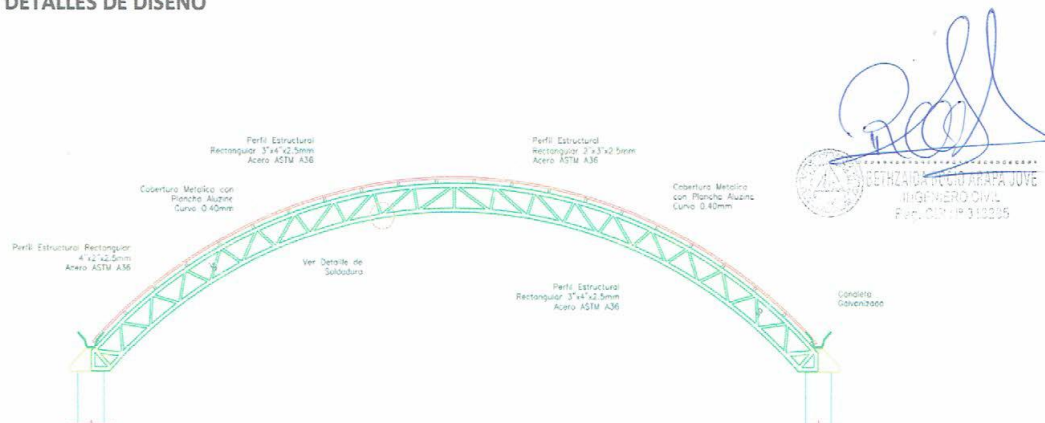 DETALLES DE DISEÑO
Perfil Estructural
Rectangular 3"x4"x2.5mm
Acero ASTM A36
Perfil Estructural
Rectangular 2"x3"x2.5mm
Acero ASTM A36
Cobertura Metalica con
Plancha Aluzinc
Curvo 0.40mm
Cobertura Metalica
con Plancha Aluzinc
Curvo 0.40mm
Perfil Estructural Rectangular
4"x2"x2.5mm
Acero ASTM A36
Ver Detalle de
Soldadura
Perfil Estructural
Rectangular 3"x4"x2.5mm
Acero ASTM A36
Canaleta
Galvanizada
ARAPA JOVE
INGENIERO CIVIL